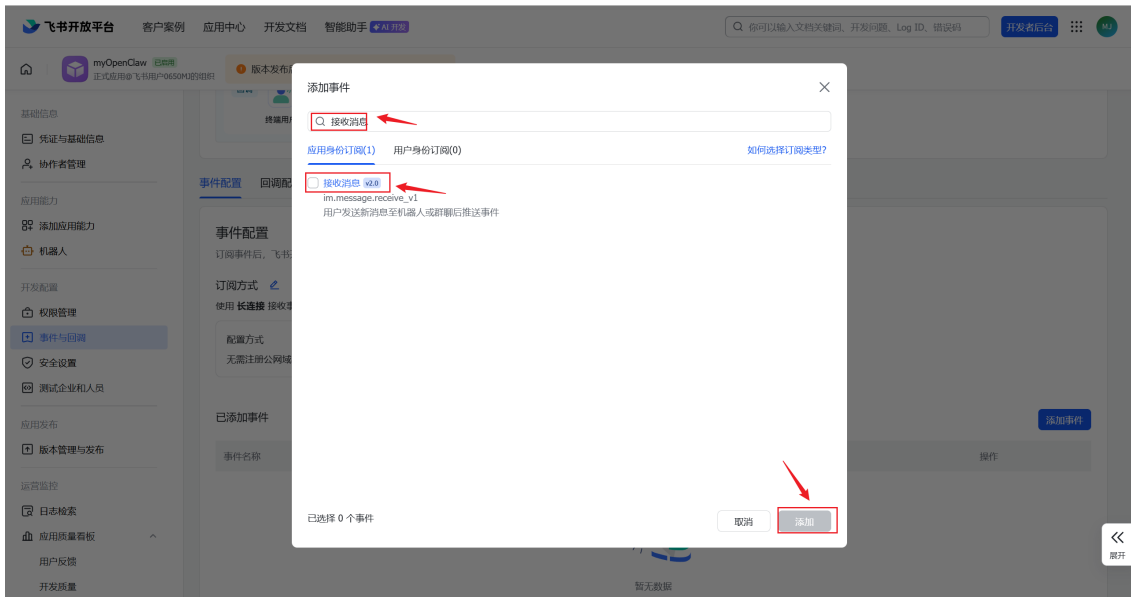 飞书开放平台 客户案例 应用中心 开发文档 智能助手 AI 开发 你可以输入文档关键词、开发问题、Log ID、错误码 开发者后台 MJ
myOpenClaw 已启用
正式应用@飞书用户0650MJ的组织
版本发布后
添加事件
基础信息
终端用户
接收消息
凭证与基础信息
应用身份订阅(1) 用户身份订阅(0) 如何选择订阅类型?
协作者管理
事件配置 回调配
接收消息 v2.0
应用能力
im.message.receive_v1
用户发送新消息至机器人或群聊后推送事件
添加应用能力
事件配置
机器人
订阅事件后，飞书
开发配置
订阅方式
权限管理
使用 长连接 接收事
事件与回调
配置方式
安全设置
无需注册公网域
测试企业和人员
应用发布
已添加事件 添加事件
版本管理与发布
事件名称 操作
运营监控
日志检索
已选择 0 个事件 取消 添加
应用质量看板
展开
用户反馈
开发质量
暂无数据